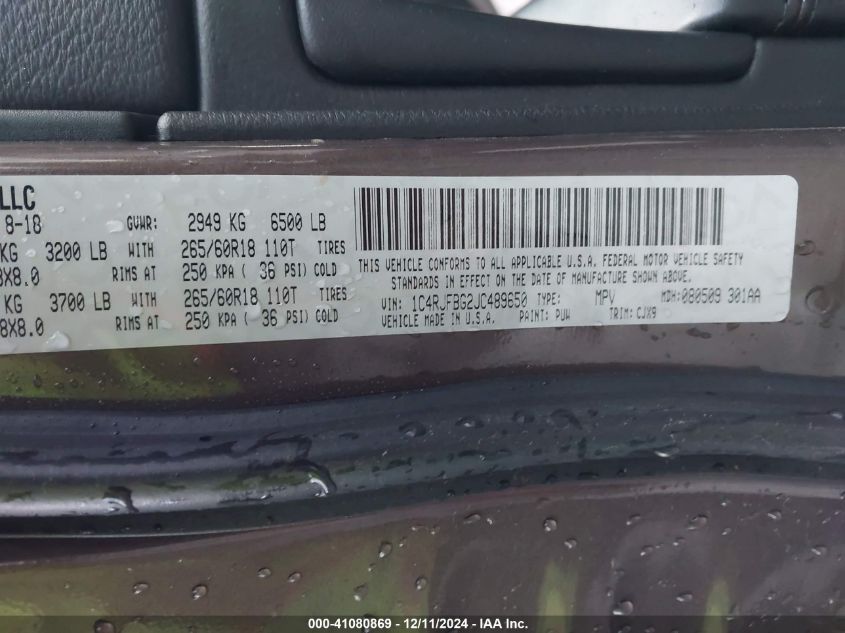 LLC
8-18 GVWR: 2949 KG 6500 LB
KG 3200 LB WITH 265/60R18 110T TIRES
8X8.0 RIMS AT 250 KPA ( 36 PSI) COLD
KG 3700 LB WITH 265/60R18 110T TIRES
8X8.0 RIMS AT 250 KPA ( 36 PSI) COLD
THIS VEHICLE CONFORMS TO ALL APPLICABLE U.S.A. FEDERAL MOTOR VEHICLE SAFETY
STANDARDS IN EFFECT ON THE DATE OF MANUFACTURE SHOWN ABOVE.
VIN: 1C4RJFBG2JC489650 TYPE: MPV MDH: 080509 301AA
VEHICLE MADE IN U.S.A. PAINT: PUW TRIM: CJX9
000-41080869 - 12/11/2024 - IAA Inc.